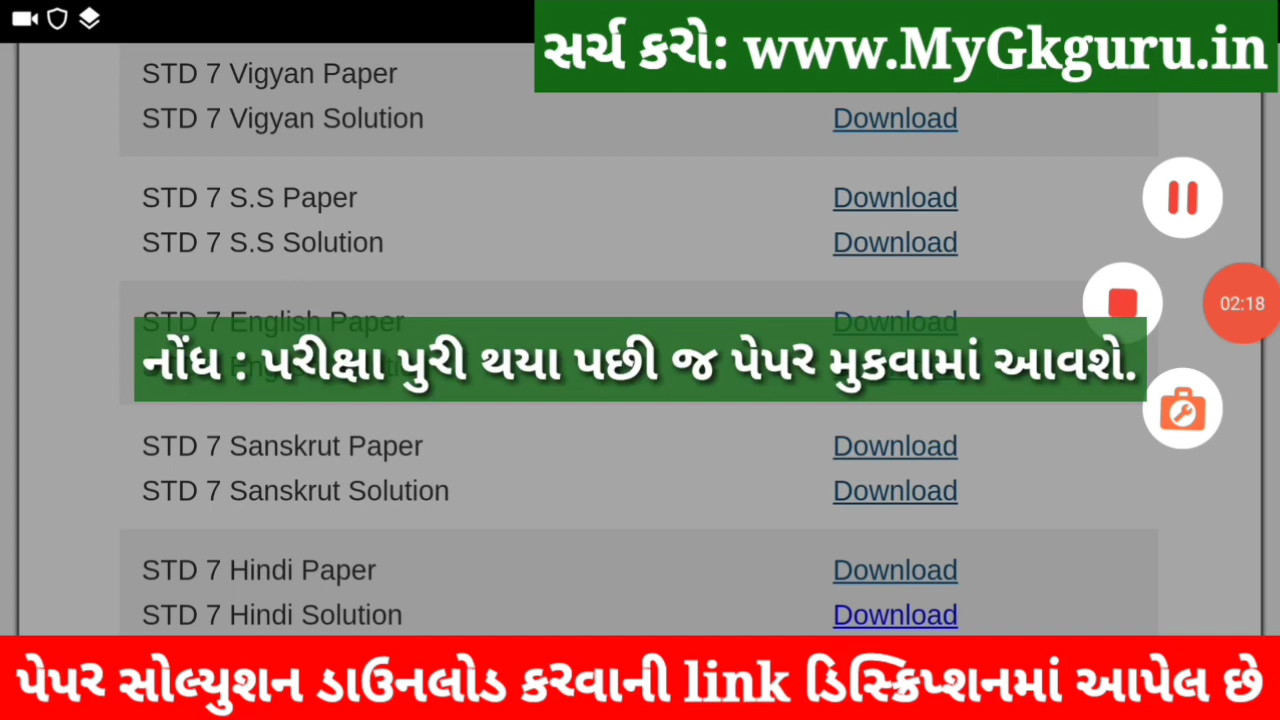 સર્ચ કરો: www.MyGkguru.in
STD 7 Vigyan Paper
STD 7 Vigyan Solution Download
STD 7 S.S Paper Download
STD 7 S.S Solution Download
02:18
STD 7 English Paper Download
નોંધ : પરીક્ષા પુરી થયા પછી જ પેપર મુકવામાં આવશે.
STD 7 Sanskrut Paper Download
STD 7 Sanskrut Solution Download
STD 7 Hindi Paper Download
STD 7 Hindi Solution Download
પેપર સોલ્યુશન ડાઉનલોડ કરવાની link ડિસ્ક્રિપ્શનમાં આપેલ છે